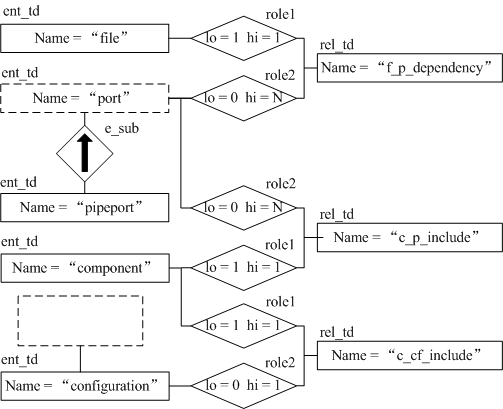 ent_td
role1
Name = “file”
lo = 1 hi = 1
rel_td
ent_td
role2
Name = “f_p_dependency”
Name = “port”
lo = 0 hi = N
e_sub
ent_td
role2
Name = “pipeport”
lo = 0 hi = N
rel_td
ent_td
role1
Name = “c_p_include”
Name = “component”
lo = 1 hi = 1
role1
lo = 1 hi = 1
rel_td
ent_td
role2
Name = “c_cf_include”
Name = “configuration”
lo = 0 hi = 1